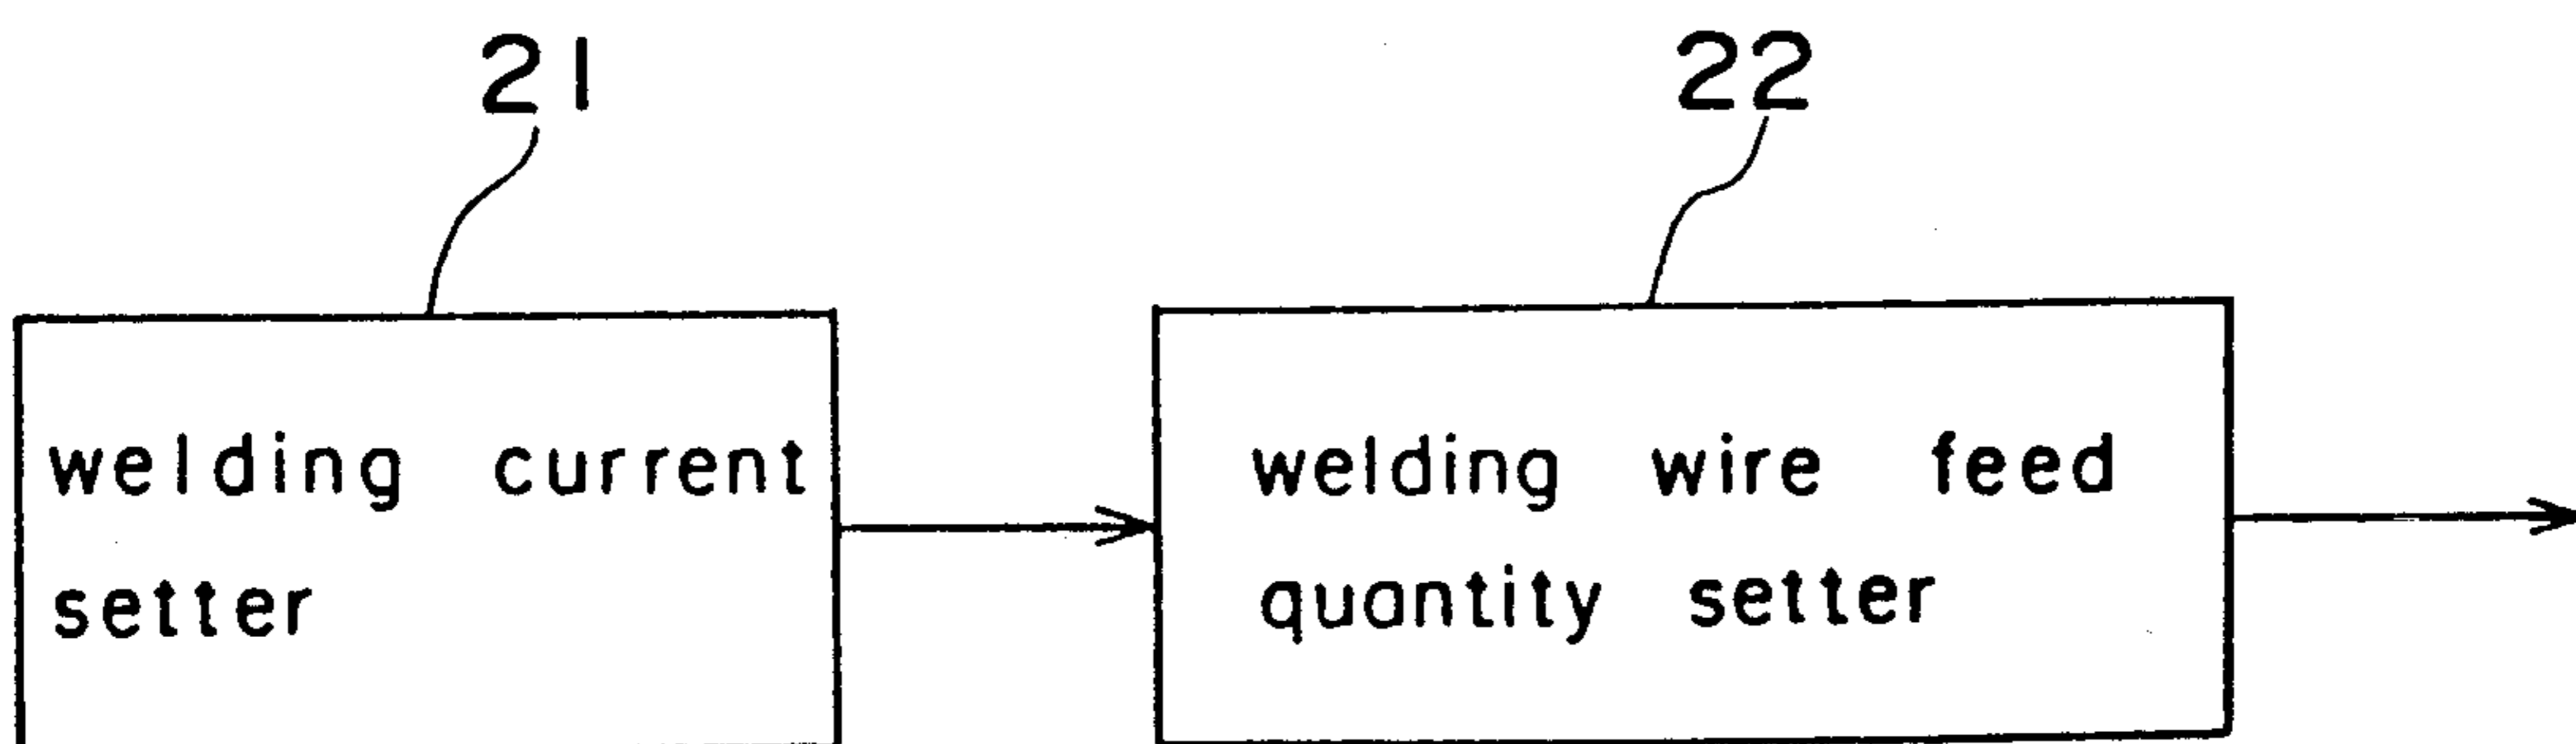 21
22
welding current
setter
welding wire feed
quantity setter